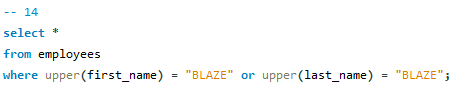 -- 14
select *
from employees
where upper(first_name) = "BLAZE" or upper(last_name) = "BLAZE";